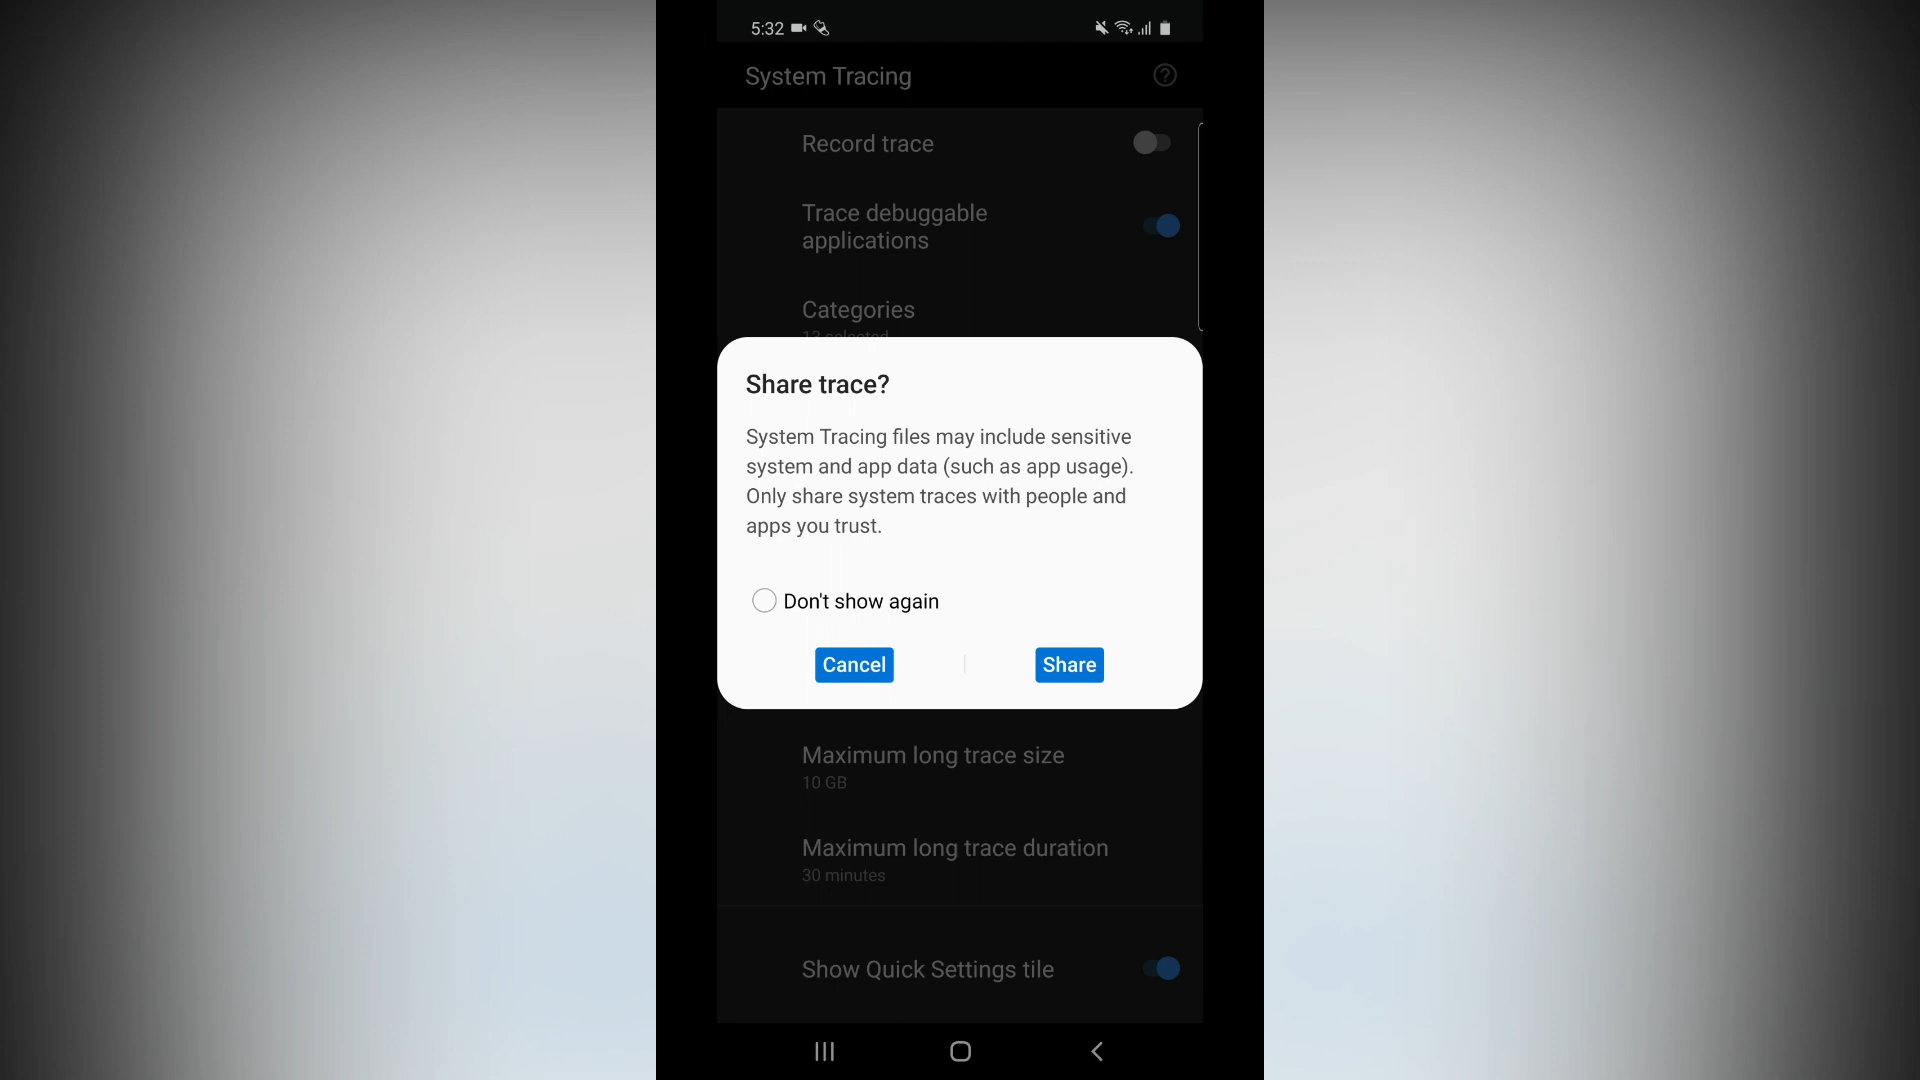 5:32
System Tracing
Record trace
Trace debuggable
applications
Categories
13 selected
Share trace?
System Tracing files may include sensitive
system and app data (such as app usage).
Only share system traces with people and
apps you trust.
Don't show again
Cancel
Share
Maximum long trace size
10 GB
Maximum long trace duration
30 minutes
Show Quick Settings tile